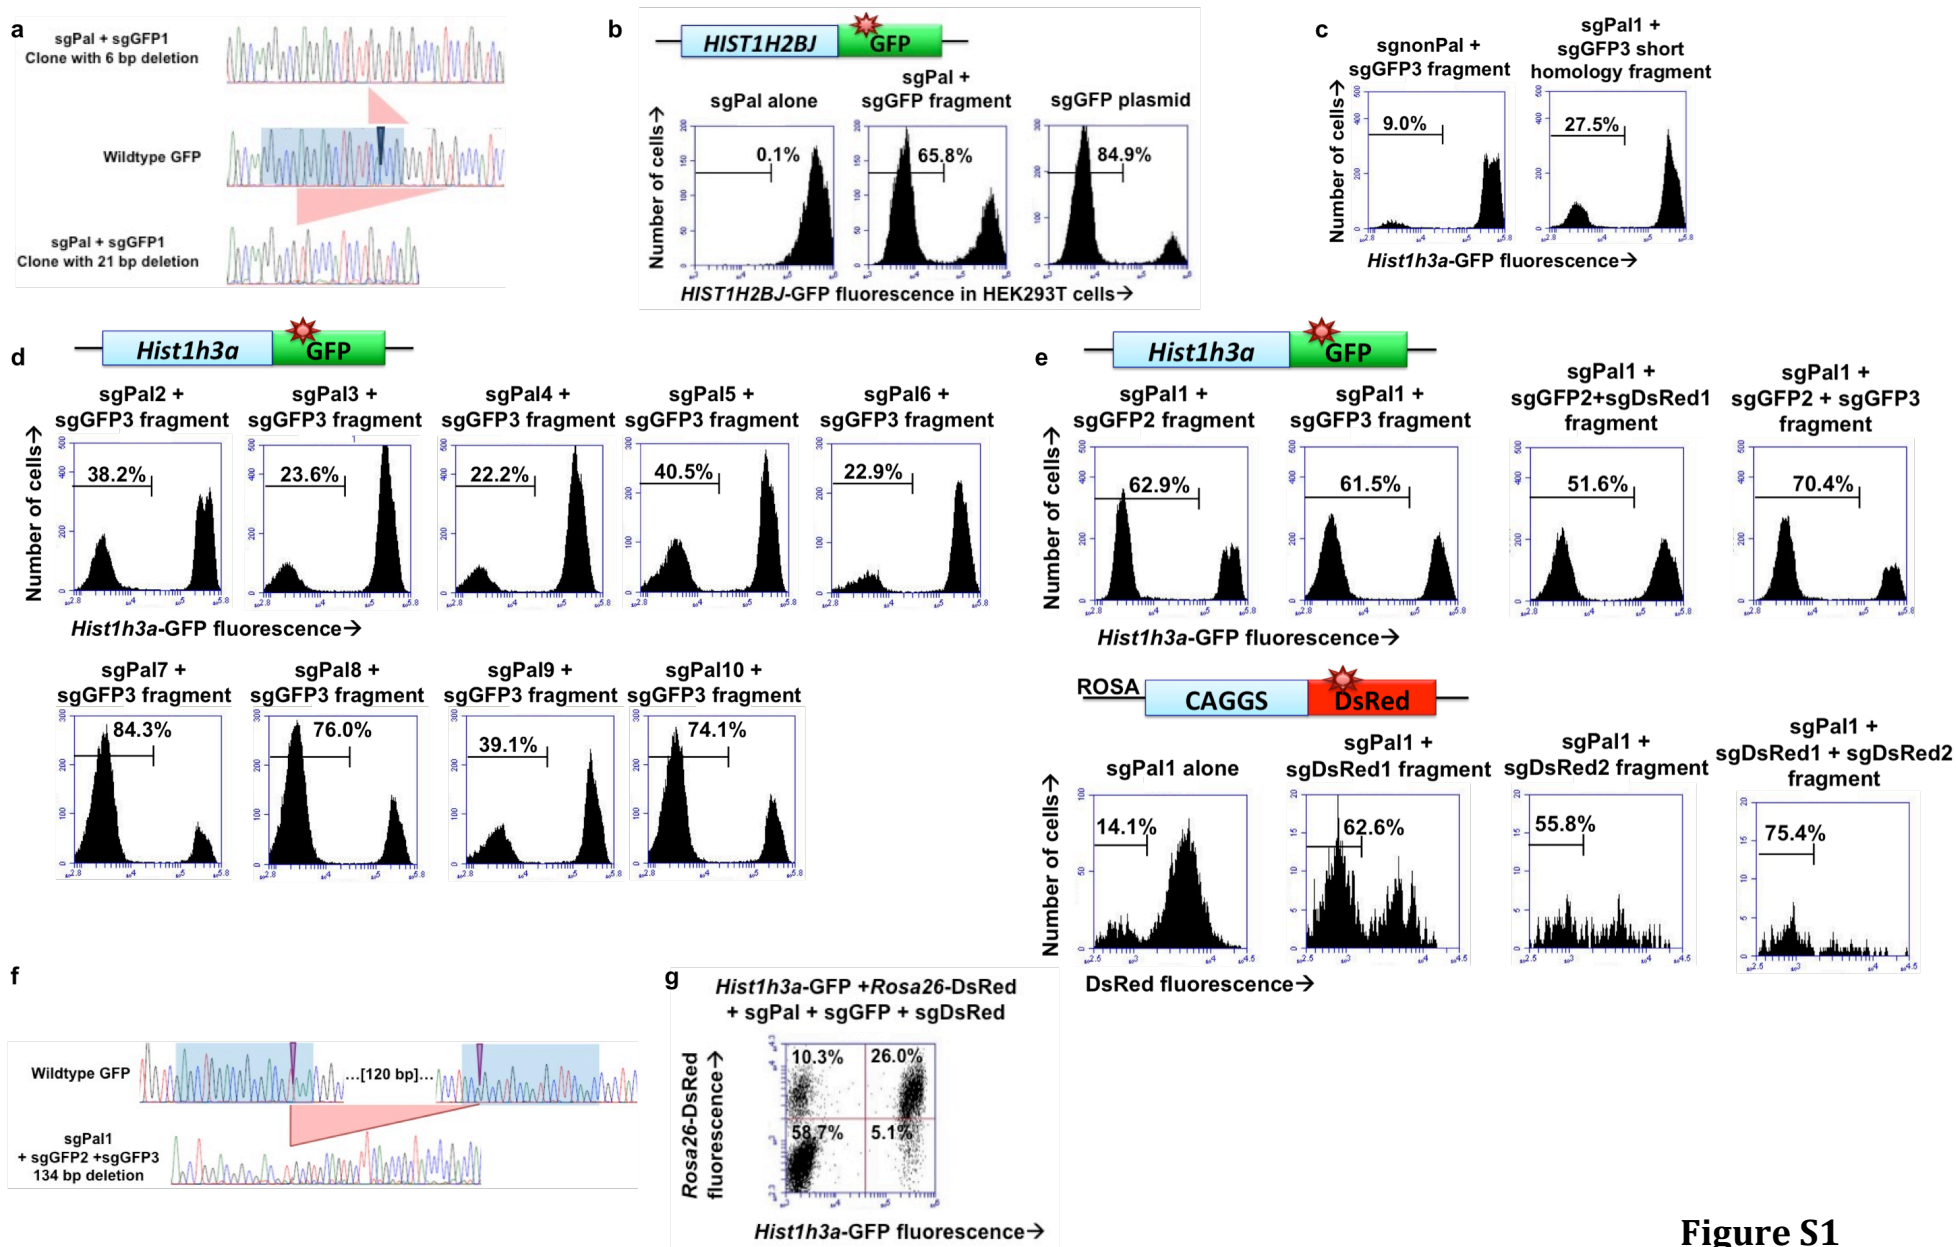 a
sgPal + sgGFP1
Clone with 6 bp deletion
Wildtype GFP
sgPal + sgGFP1
Clone with 21 bp deletion
b
HIST1H2BJ
GFP
sgPal alone
sgPal +
sgGFP fragment
sgGFP plasmid
Number of cells→
0.1%
65.8%
84.9%
HIST1H2BJ-GFP fluorescence in HEK293T cells→
c
sgnonPal +
sgGFP3 fragment
sgPal1 +
sgGFP3 short
homology fragment
Number of cells→
9.0%
27.5%
Hist1h3a-GFP fluorescence→
d
Hist1h3a
GFP
sgPal2 +
sgGFP3 fragment
sgPal3 +
sgGFP3 fragment
sgPal4 +
sgGFP3 fragment
sgPal5 +
sgGFP3 fragment
sgPal6 +
sgGFP3 fragment
Number of cells→
38.2%
23.6%
22.2%
40.5%
22.9%
Hist1h3a-GFP fluorescence→
sgPal7 +
sgGFP3 fragment
sgPal8 +
sgGFP3 fragment
sgPal9 +
sgGFP3 fragment
sgPal10 +
sgGFP3 fragment
84.3%
76.0%
39.1%
74.1%
e
Hist1h3a
GFP
sgPal1 +
sgGFP2 fragment
sgPal1 +
sgGFP3 fragment
sgPal1 +
sgGFP2+sgDsRed1
fragment
sgPal1 +
sgGFP2 + sgGFP3
fragment
Number of cells→
62.9%
61.5%
51.6%
70.4%
Hist1h3a-GFP fluorescence→
ROSA
CAGGS
DsRed
sgPal1 alone
sgPal1 +
sgDsRed1 fragment
sgPal1 +
sgDsRed2 fragment
sgPal1 +
sgDsRed1 + sgDsRed2
fragment
Number of cells→
14.1%
62.6%
55.8%
75.4%
DsRed fluorescence→
f
Wildtype GFP
...[120 bp]...
sgPal1
+ sgGFP2 +sgGFP3
134 bp deletion
g
Hist1h3a-GFP +Rosa26-DsRed
+ sgPal + sgGFP + sgDsRed
Rosa26-DsRed
fluorescence→
10.3%
26.0%
58.7%
5.1%
Hist1h3a-GFP fluorescence→
Figure S1